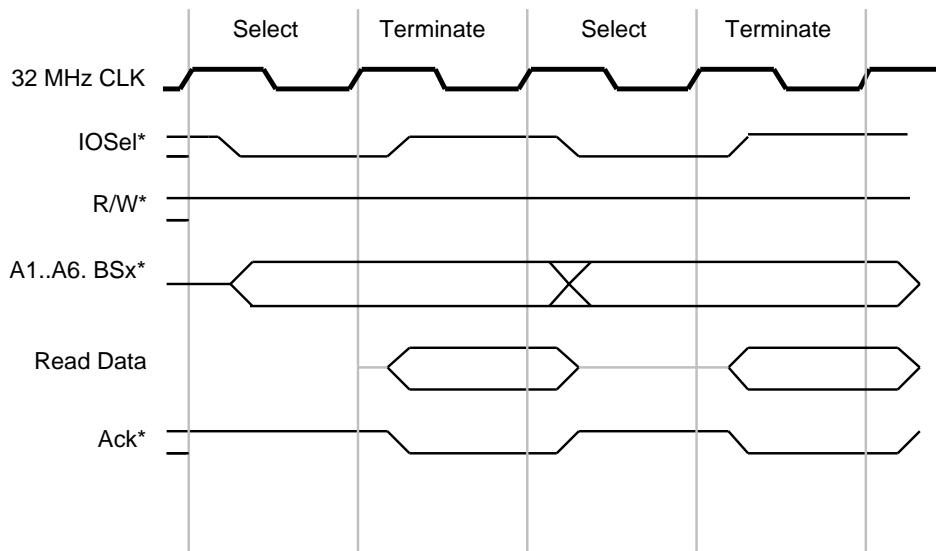 Select Terminate Select Terminate
32 MHz CLK
IOSel*
R/W*
A1..A6. BSx*
Read Data
Ack*